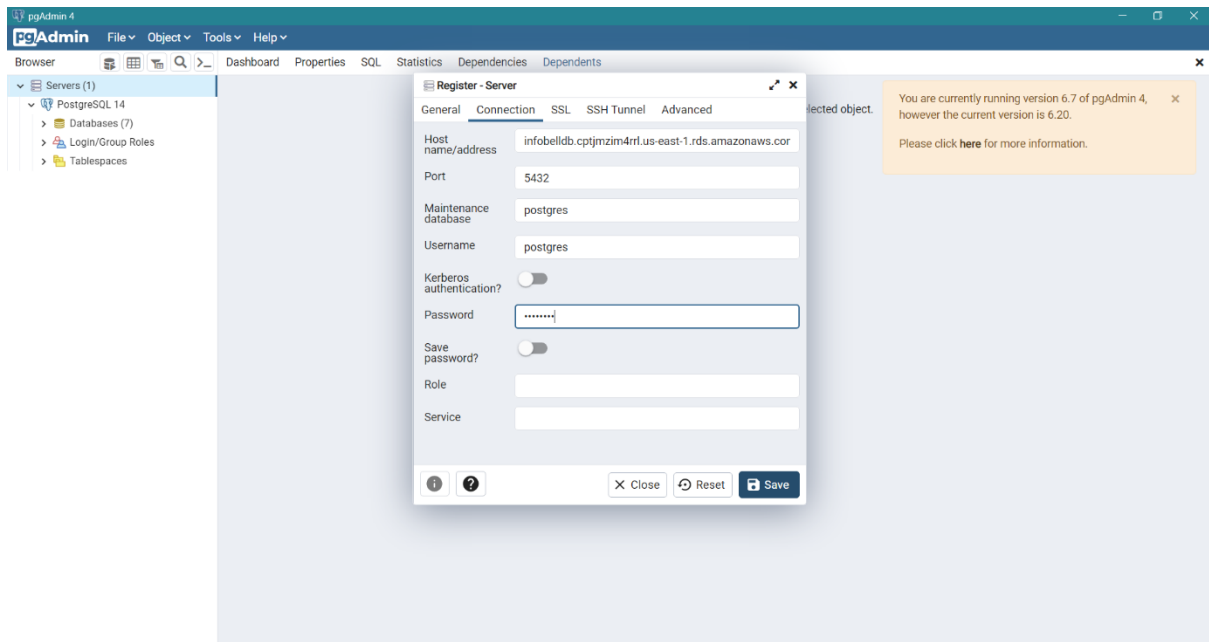 pgAdmin 4
pgAdmin File Object Tools Help
Browser Dashboard Properties SQL Statistics Dependencies Dependents
Servers (1)
PostgreSQL 14
Databases (7)
Login/Group Roles
Tablespaces
Register - Server
General Connection SSL SSH Tunnel Advanced
Host
name/address
infobelldb.cptjmzim4rrl.us-east-1.rds.amazonaws.cor
Port
5432
Maintenance
database
postgres
Username
postgres
Kerberos
authentication?
Password
••••••••
Save
password?
Role
Service
Close Reset Save
elected object.
You are currently running version 6.7 of pgAdmin 4,
however the current version is 6.20.
Please click here for more information.